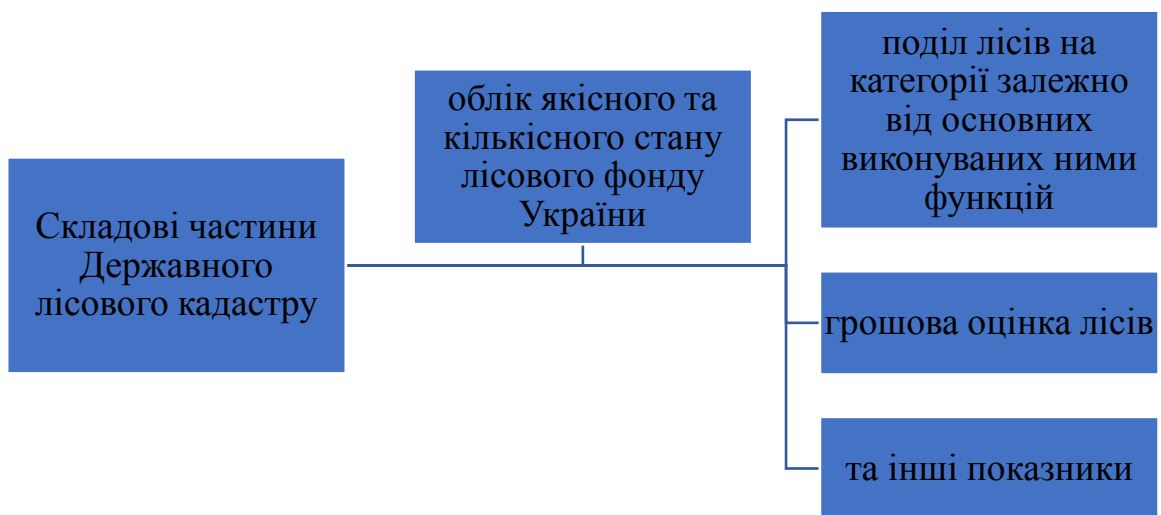 Складові частини
Державного
лісового кадастру
облік якісного та
кількісного стану
лісового фонду
України
поділ лісів на
категорії залежно
від основних
виконуваних ними
функцій
грошова оцінка лісів
та інші показники